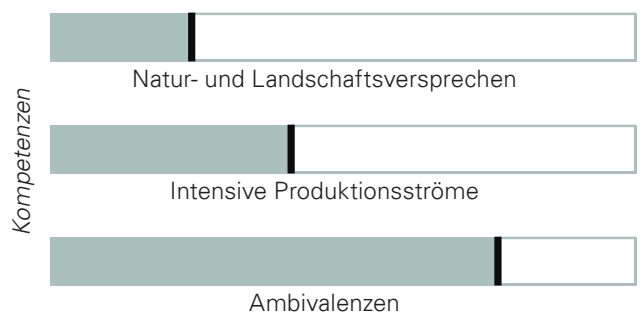 Kompetenzen
Natur- und Landschaftsversprechen
Intensive Produktionsströme
Ambivalenzen